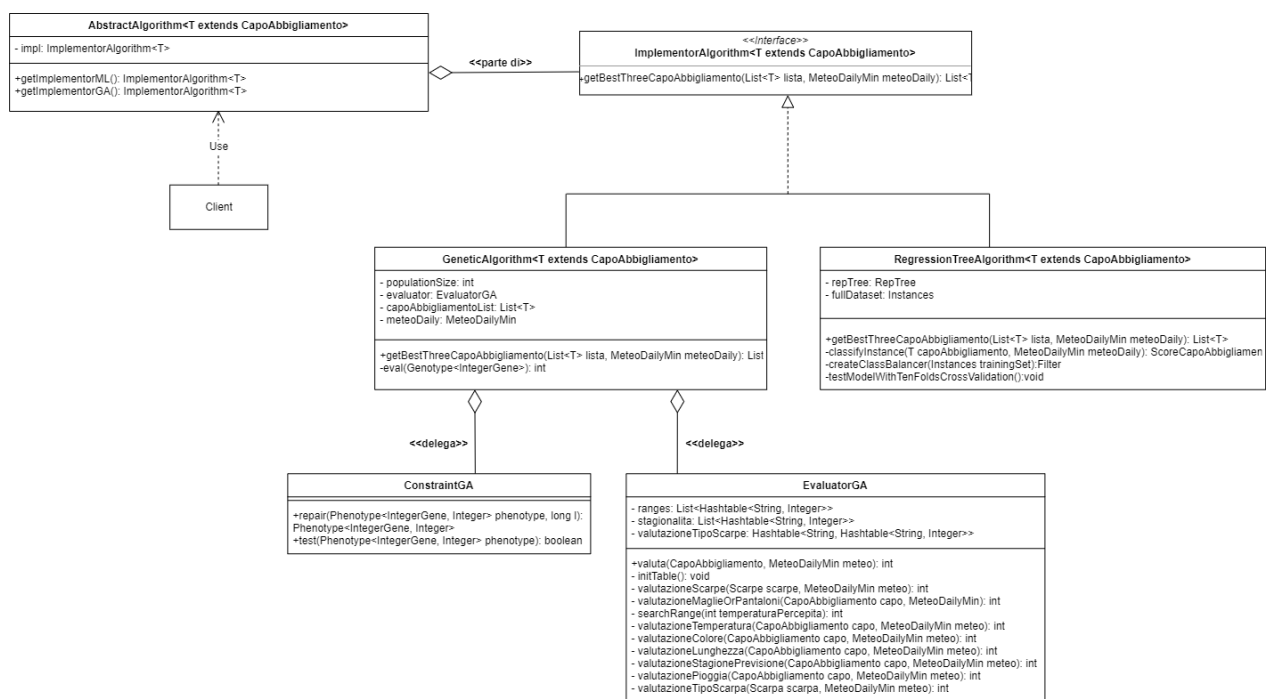 AbstractAlgorithm<T extends CapoAbbigliamento>
- impl: ImplementorAlgorithm<T>
+getImplementorML(): ImplementorAlgorithm<T>
+getImplementorGA(): ImplementorAlgorithm<T>
<<parte di>>
<<Interface>>
ImplementorAlgorithm<T extends CapoAbbigliamento>
+getBestThreeCapoAbbigliamento(List<T> lista, MeteoDailyMin meteoDaily): List<T
Use
Client
GeneticAlgorithm<T extends CapoAbbigliamento>
- populationSize: int
- evaluator: EvaluatorGA
- capoAbbigliamentoList: List<T>
- meteoDaily: MeteoDailyMin
+getBestThreeCapoAbbigliamento(List<T> lista, MeteoDailyMin meteoDaily): List
-eval(Genotype<IntegerGene>): int
RegressionTreeAlgorithm<T extends CapoAbbigliamento>
- repTree: RepTree
- fullDataset: Instances
+getBestThreeCapoAbbigliamento(List<T> lista, MeteoDailyMin meteoDaily): List<T>
-classifyInstance(T capoAbbigliamento, MeteoDailyMin meteoDaily): ScoreCapoAbbigliamen
-createClassBalancer(Instances trainingSet):Filter
-testModelWithTenFoldsCrossValidation():void
<<delega>>
<<delega>>
ConstraintGA
+repair(Phenotype<IntegerGene, Integer> phenotype, long l):
Phenotype<IntegerGene, Integer>
+test(Phenotype<IntegerGene, Integer> phenotype): boolean
EvaluatorGA
- ranges: List<Hashtable<String, Integer>>
- stagionalita: List<Hashtable<String, Integer>>
- valutazioneTipoScarpe: Hashtable<String, Hashtable<String, Integer>>
+valuta(CapoAbbigliamento, MeteoDailyMin meteo): int
- initTable(): void
- valutazioneScarpe(Scarpe scarpe, MeteoDailyMin meteo): int
- valutazioneMaglieOrPantaloni(CapoAbbigliamento capo, MeteoDailyMin): int
- searchRange(int temperaturaPercepita): int
- valutazioneTemperatura(CapoAbbigliamento capo, MeteoDailyMin meteo): int
- valutazioneColore(CapoAbbigliamento capo, MeteoDailyMin meteo): int
- valutazioneLunghezza(CapoAbbigliamento capo, MeteoDailyMin meteo): int
- valutazioneStagionePrevisione(CapoAbbigliamento capo, MeteoDailyMin meteo): int
- valutazionePioggia(CapoAbbigliamento capo, MeteoDailyMin meteo): int
- valutazioneTipoScarpa(Scarpa scarpa, MeteoDailyMin meteo): int